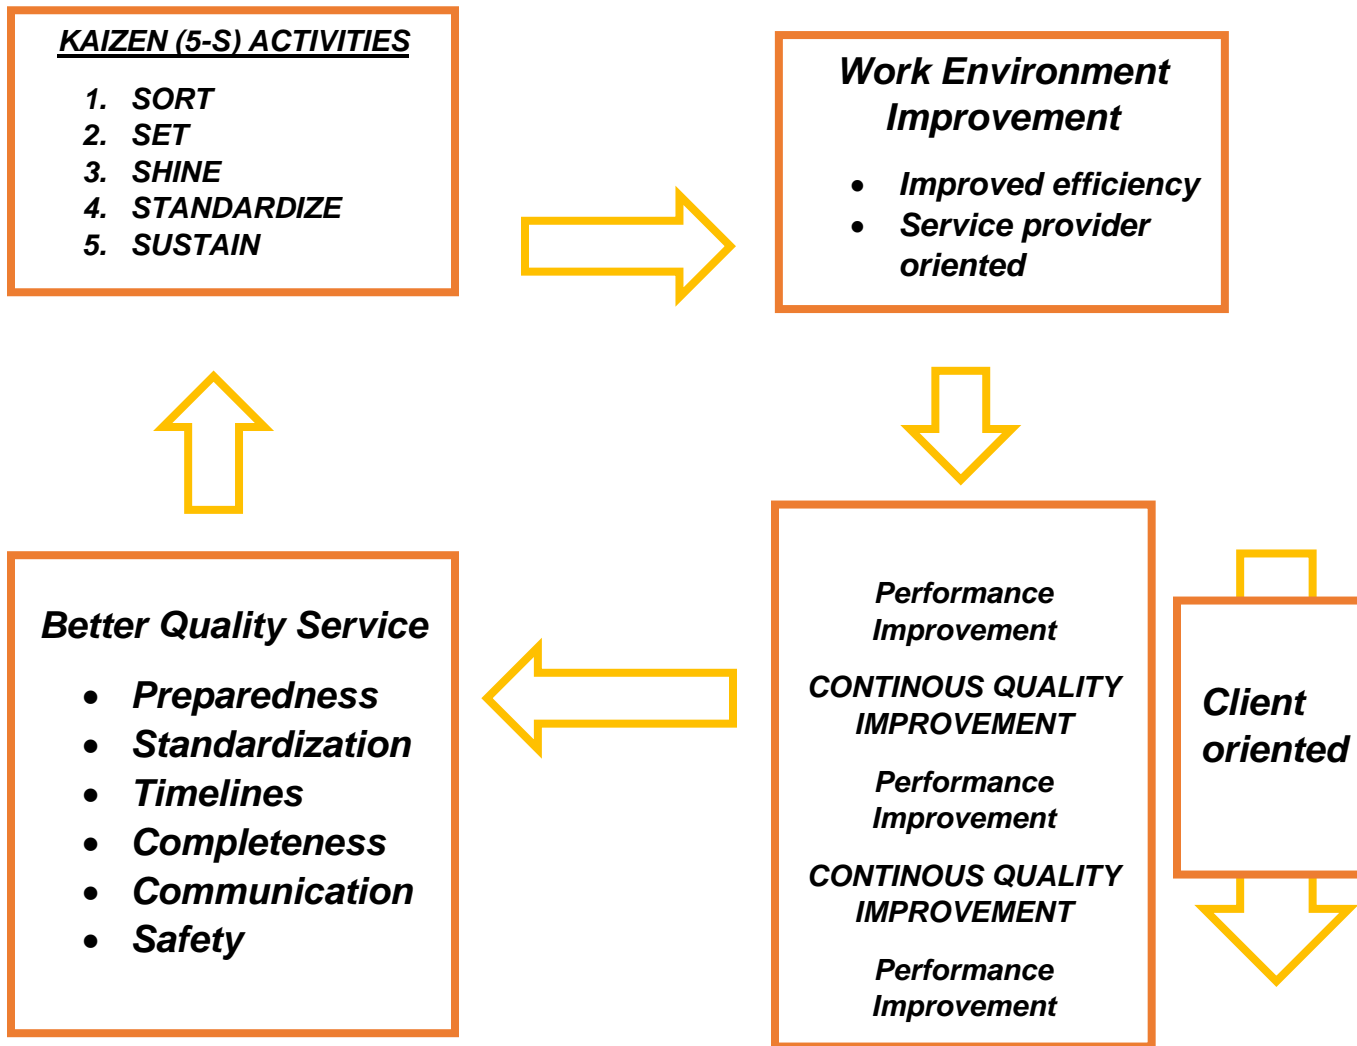 KAIZEN (5-S) ACTIVITIES
1. SORT
2. SET
3. SHINE
4. STANDARDIZE
5. SUSTAIN
Work Environment
Improvement
• Improved efficiency
• Service provider
oriented
Performance
Improvement
CONTINOUS QUALITY
IMPROVEMENT
Performance
Improvement
CONTINOUS QUALITY
IMPROVEMENT
Performance
Improvement
Client
oriented
Better Quality Service
• Preparedness
• Standardization
• Timelines
• Completeness
• Communication
• Safety